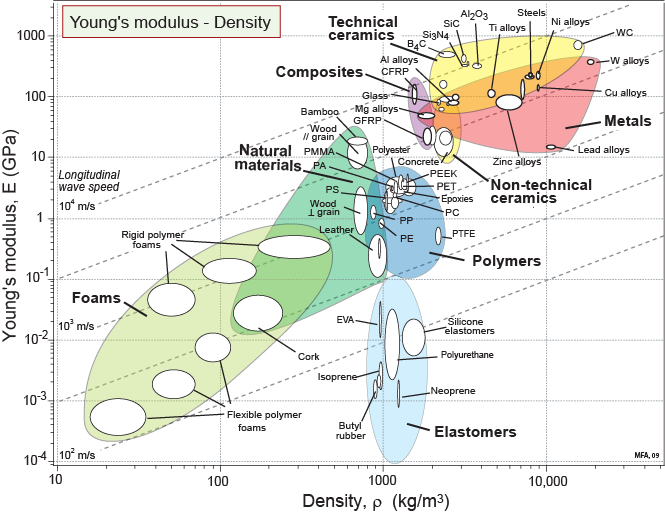 Young's modulus - Density
Technical
ceramics
Composites
Natural
materials
Foams
Metals
Non-technical
ceramics
Polymers
Elastomers
Al2O3
SiC
Si3N4
B4C
Steels
Ti alloys
Ni alloys
WC
Al alloys
CFRP
W alloys
Glass
Cu alloys
Mg alloys
GFRP
Bamboo
Wood
// grain
PMMA
PA
Polyester
Concrete
Zinc alloys
Lead alloys
PEEK
PET
Epoxies
PS
PC
Wood
⊥ grain
PP
Leather
PE
PTFE
Longitudinal
wave speed
10⁴ m/s
Rigid polymer
foams
10³ m/s
EVA
Silicone
elastomers
Cork
Polyurethane
Isoprene
Neoprene
Flexible polymer
foams
Butyl
rubber
10² m/s
MFA, 09
Young's modulus, E (GPa)
1000
100
10
1
10⁻¹
10⁻²
10⁻³
10⁻⁴
10
100
1000
10,000
Density, ρ (kg/m³)